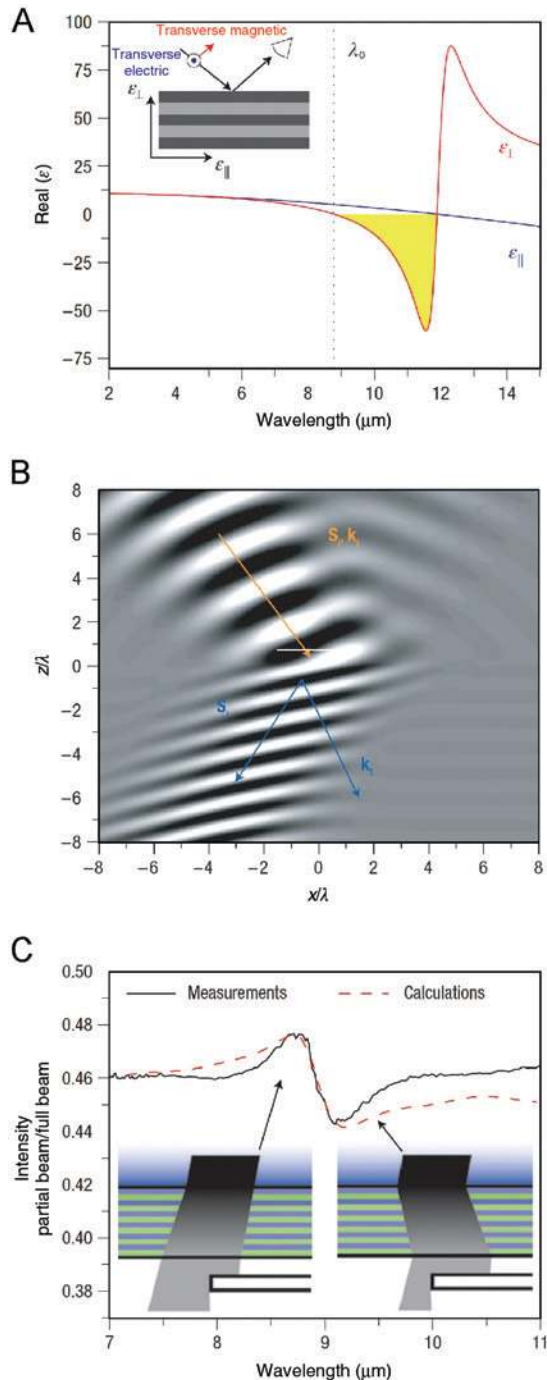 A
100
75
50
25
0
−25
−50
−75
Real (ε)
Transverse magnetic
Transverse
electric
ε⊥
ε||
λ0
ε⊥
ε||
2 4 6 8 10 12 14
Wavelength (μm)
B
8
6
4
2
0
−2
−4
−6
−8
z/λ
Si, ki
St
kt
−8 −6 −4 −2 0 2 4 6 8
x/λ
C
0.50
0.48
0.46
0.44
0.42
0.40
0.38
Intensity
partial beam/full beam
Measurements Calculations
7 8 9 10 11
Wavelength (μm)